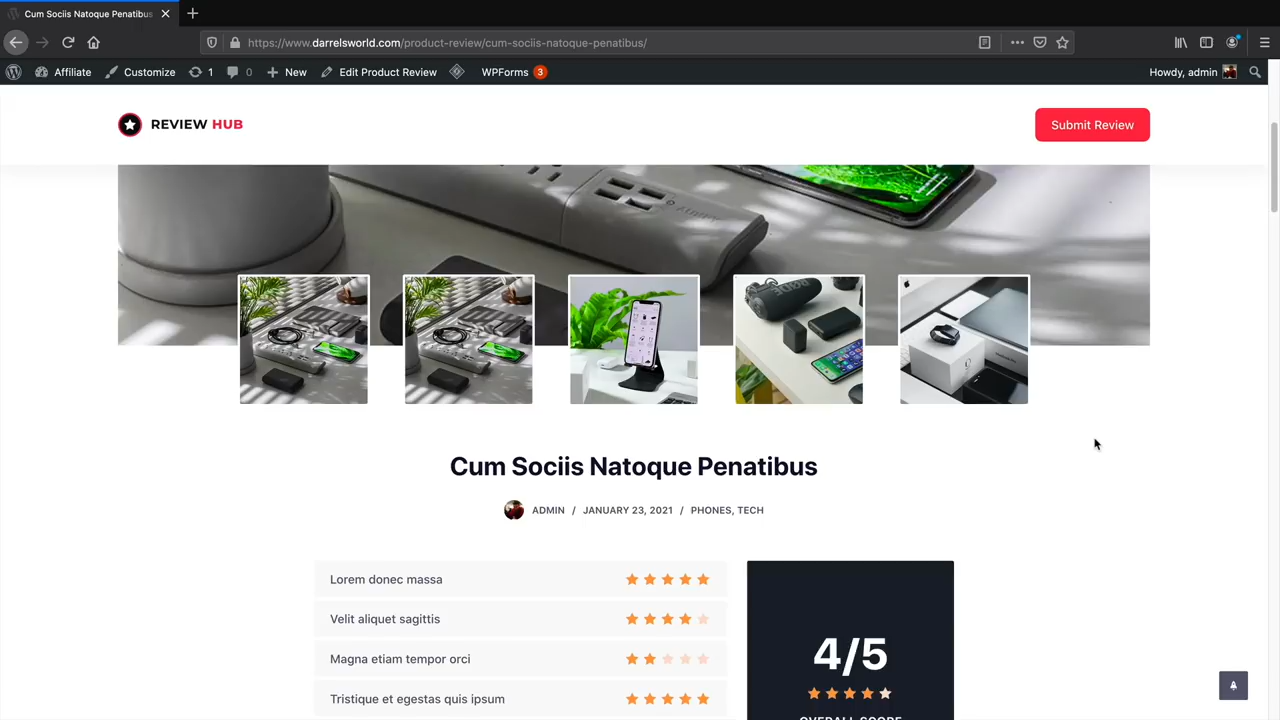 Cum Sociis Natoque Penatibus
https://www.darrelsworld.com/product-review/cum-sociis-natoque-penatibus/
Affiliate Customize 1 0 New Edit Product Review WPForms 3 Howdy, admin
REVIEW HUB
Submit Review
Cum Sociis Natoque Penatibus
ADMIN / JANUARY 23, 2021 / PHONES, TECH
Lorem donec massa
Velit aliquet sagittis
Magna etiam tempor orci
Tristique et egestas quis ipsum
4/5
OVERALL SCORE